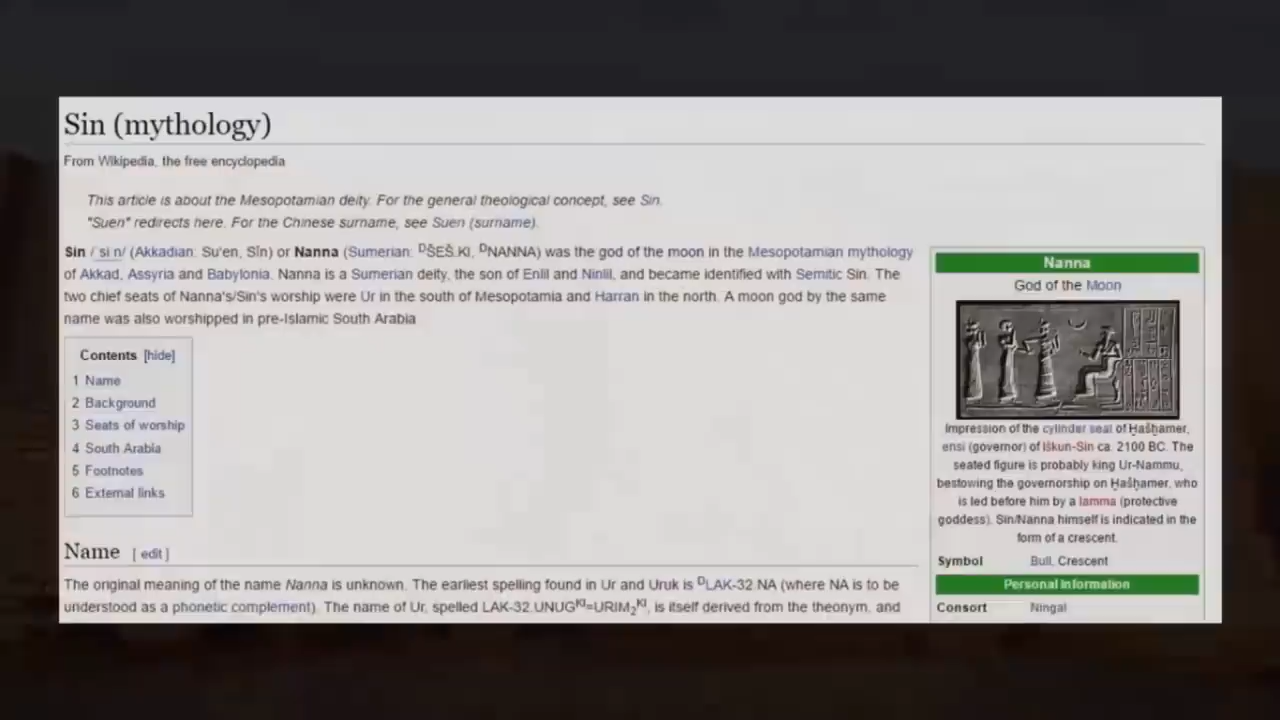 Sin (mythology)
From Wikipedia, the free encyclopedia
This article is about the Mesopotamian deity. For the general theological concept, see Sin.
"Suen" redirects here. For the Chinese surname, see Suen (surname).
Sin /ˈsiːn/ (Akkadian: Su'en, Sîn) or Nanna (Sumerian: ᴰŠEŠ.KI, ᴰNANNA) was the god of the moon in the Mesopotamian mythology
of Akkad, Assyria and Babylonia. Nanna is a Sumerian deity, the son of Enlil and Ninlil, and became identified with Semitic Sin. The
two chief seats of Nanna's/Sin's worship were Ur in the south of Mesopotamia and Harran in the north. A moon god by the same
name was also worshipped in pre-Islamic South Arabia
Contents [hide]
1 Name
2 Background
3 Seats of worship
4 South Arabia
5 Footnotes
6 External links
Name [ edit ]
The original meaning of the name Nanna is unknown. The earliest spelling found in Ur and Uruk is ᴰLAK-32.NA (where NA is to be
understood as a phonetic complement). The name of Ur, spelled LAK-32.UNUGᴷᴵ=URIM₂ᴷᴵ, is itself derived from the theonym, and
Nanna
God of the Moon
Impression of the cylinder seal of Ḫašḫamer,
ensi (governor) of Iškun-Sin ca. 2100 BC. The
seated figure is probably king Ur-Nammu,
bestowing the governorship on Ḫašḫamer, who
is led before him by a lamma (protective
goddess). Sin/Nanna himself is indicated in the
form of a crescent.
Symbol Bull, Crescent
Personal Information
Consort Ningal